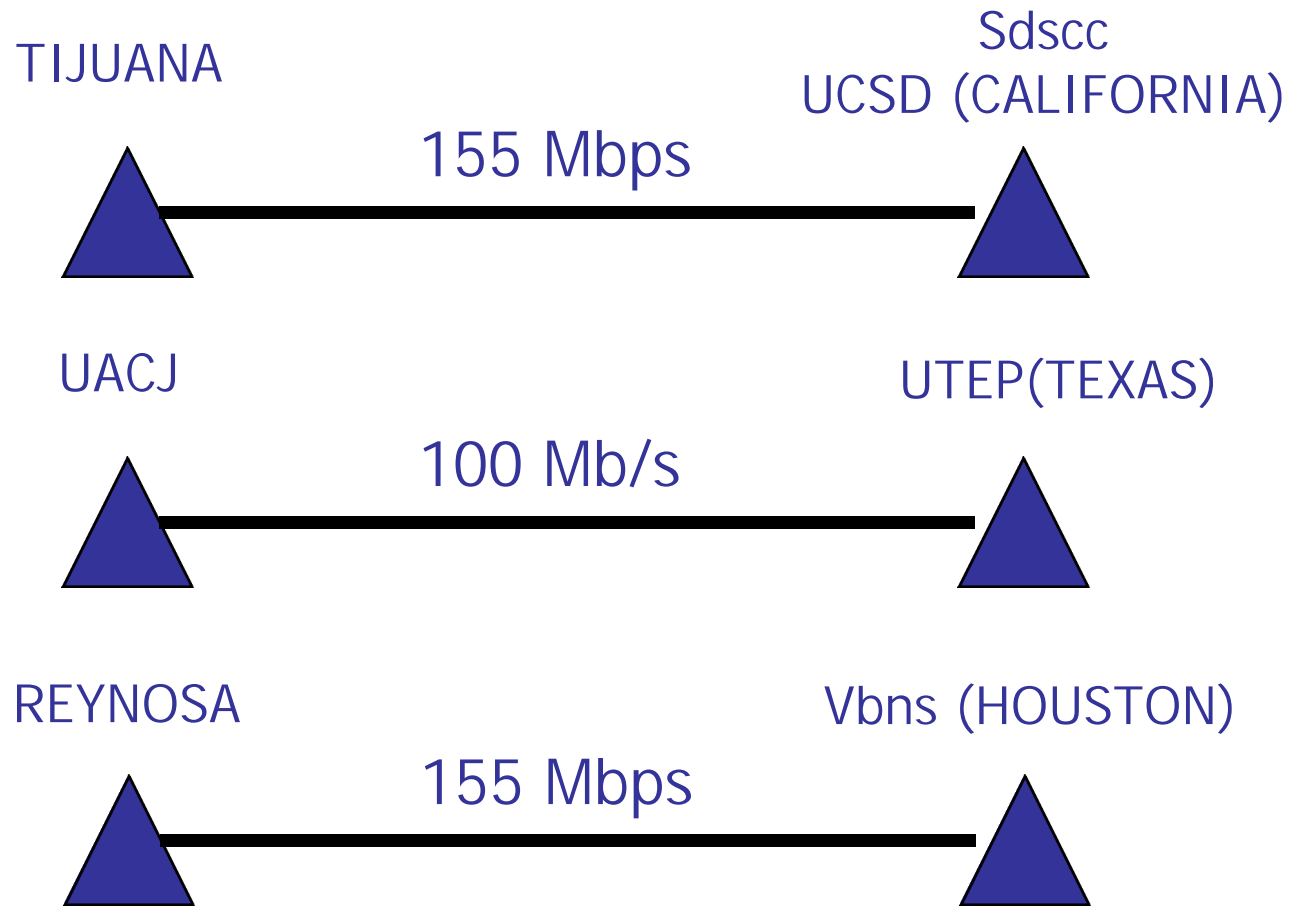 TIJUANA
Sdscc
UCSD (CALIFORNIA)
155 Mbps
UACJ
UTEP(TEXAS)
100 Mb/s
REYNOSA
Vbns (HOUSTON)
155 Mbps